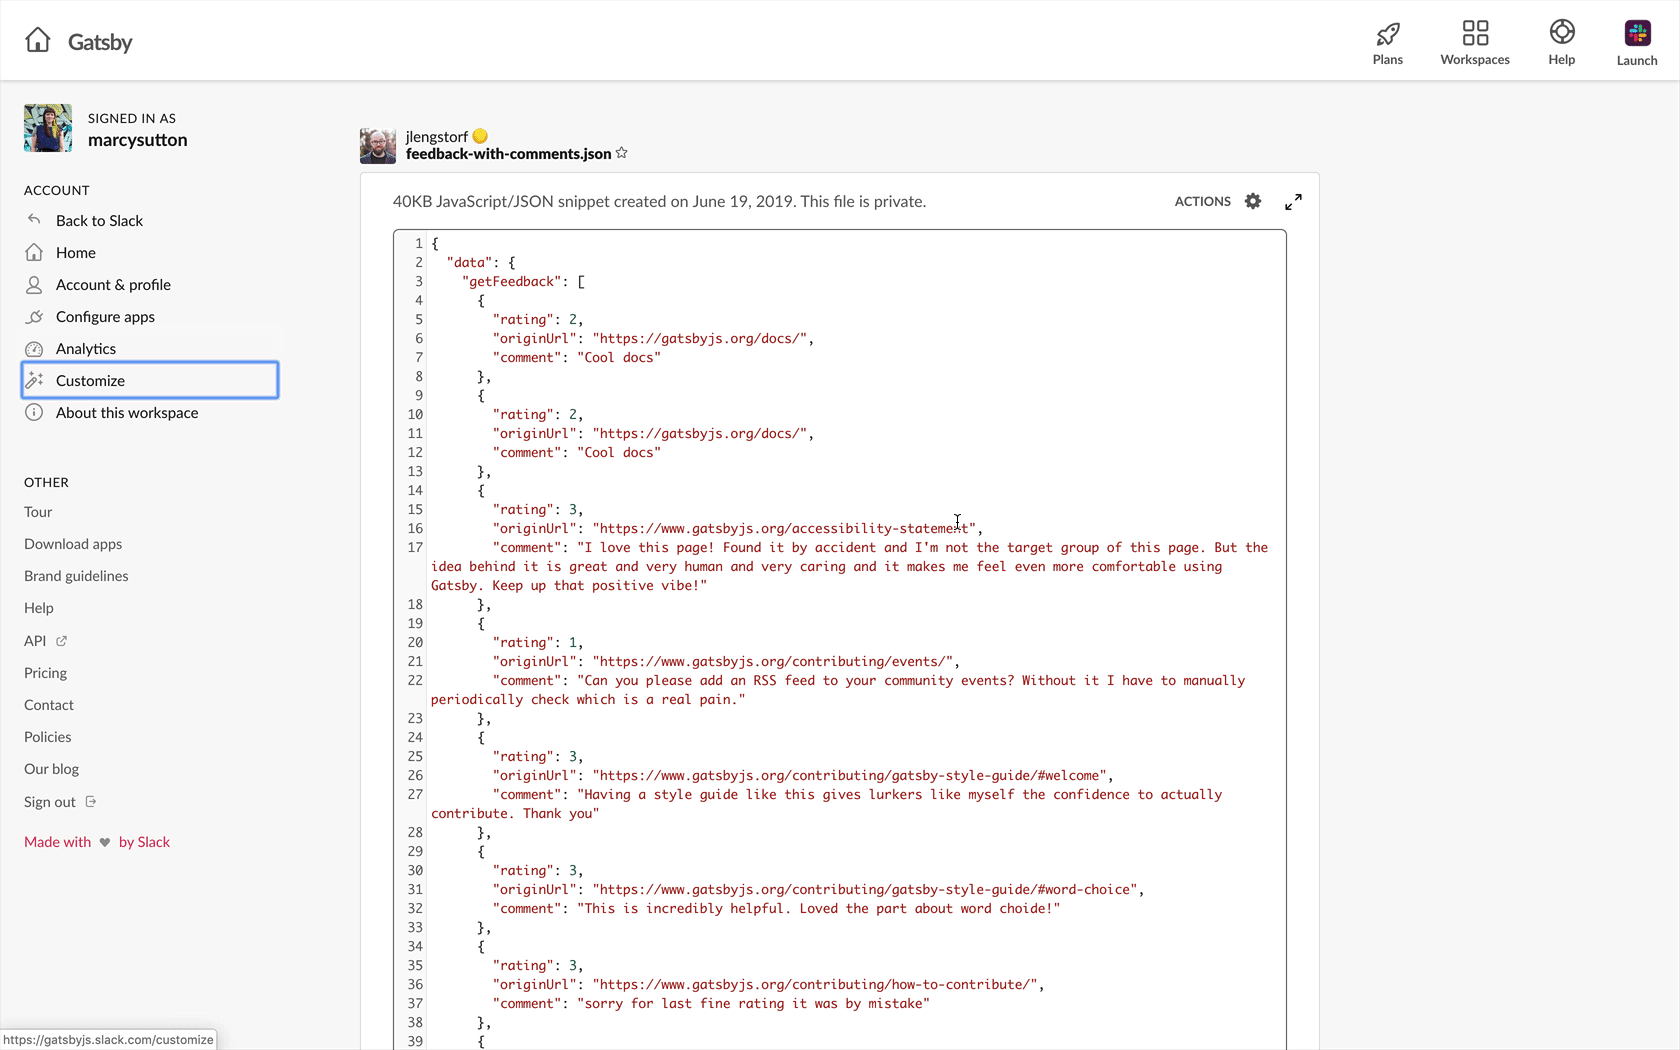 Gatsby
Plans
Workspaces
Help
Launch
SIGNED IN AS
marcysutton
ACCOUNT
Back to Slack
Home
Account & profile
Configure apps
Analytics
Customize
About this workspace
OTHER
Tour
Download apps
Brand guidelines
Help
API
Pricing
Contact
Policies
Our blog
Sign out
Made with ♥ by Slack
jlengstorf
feedback-with-comments.json
40KB JavaScript/JSON snippet created on June 19, 2019. This file is private.
ACTIONS
1 {
2 "data": {
3 "getFeedback": [
4 {
5 "rating": 2,
6 "originUrl": "https://gatsbyjs.org/docs/",
7 "comment": "Cool docs"
8 },
9 {
10 "rating": 2,
11 "originUrl": "https://gatsbyjs.org/docs/",
12 "comment": "Cool docs"
13 },
14 {
15 "rating": 3,
16 "originUrl": "https://www.gatsbyjs.org/accessibility-statement",
17 "comment": "I love this page! Found it by accident and I'm not the target group of this page. But the
idea behind it is great and very human and very caring and it makes me feel even more comfortable using
Gatsby. Keep up that positive vibe!"
18 },
19 {
20 "rating": 1,
21 "originUrl": "https://www.gatsbyjs.org/contributing/events/",
22 "comment": "Can you please add an RSS feed to your community events? Without it I have to manually
periodically check which is a real pain."
23 },
24 {
25 "rating": 3,
26 "originUrl": "https://www.gatsbyjs.org/contributing/gatsby-style-guide/#welcome",
27 "comment": "Having a style guide like this gives lurkers like myself the confidence to actually
contribute. Thank you"
28 },
29 {
30 "rating": 3,
31 "originUrl": "https://www.gatsbyjs.org/contributing/gatsby-style-guide/#word-choice",
32 "comment": "This is incredibly helpful. Loved the part about word choide!"
33 },
34 {
35 "rating": 3,
36 "originUrl": "https://www.gatsbyjs.org/contributing/how-to-contribute/",
37 "comment": "sorry for last fine rating it was by mistake"
38 },
39 {
https://gatsbyjs.slack.com/customize